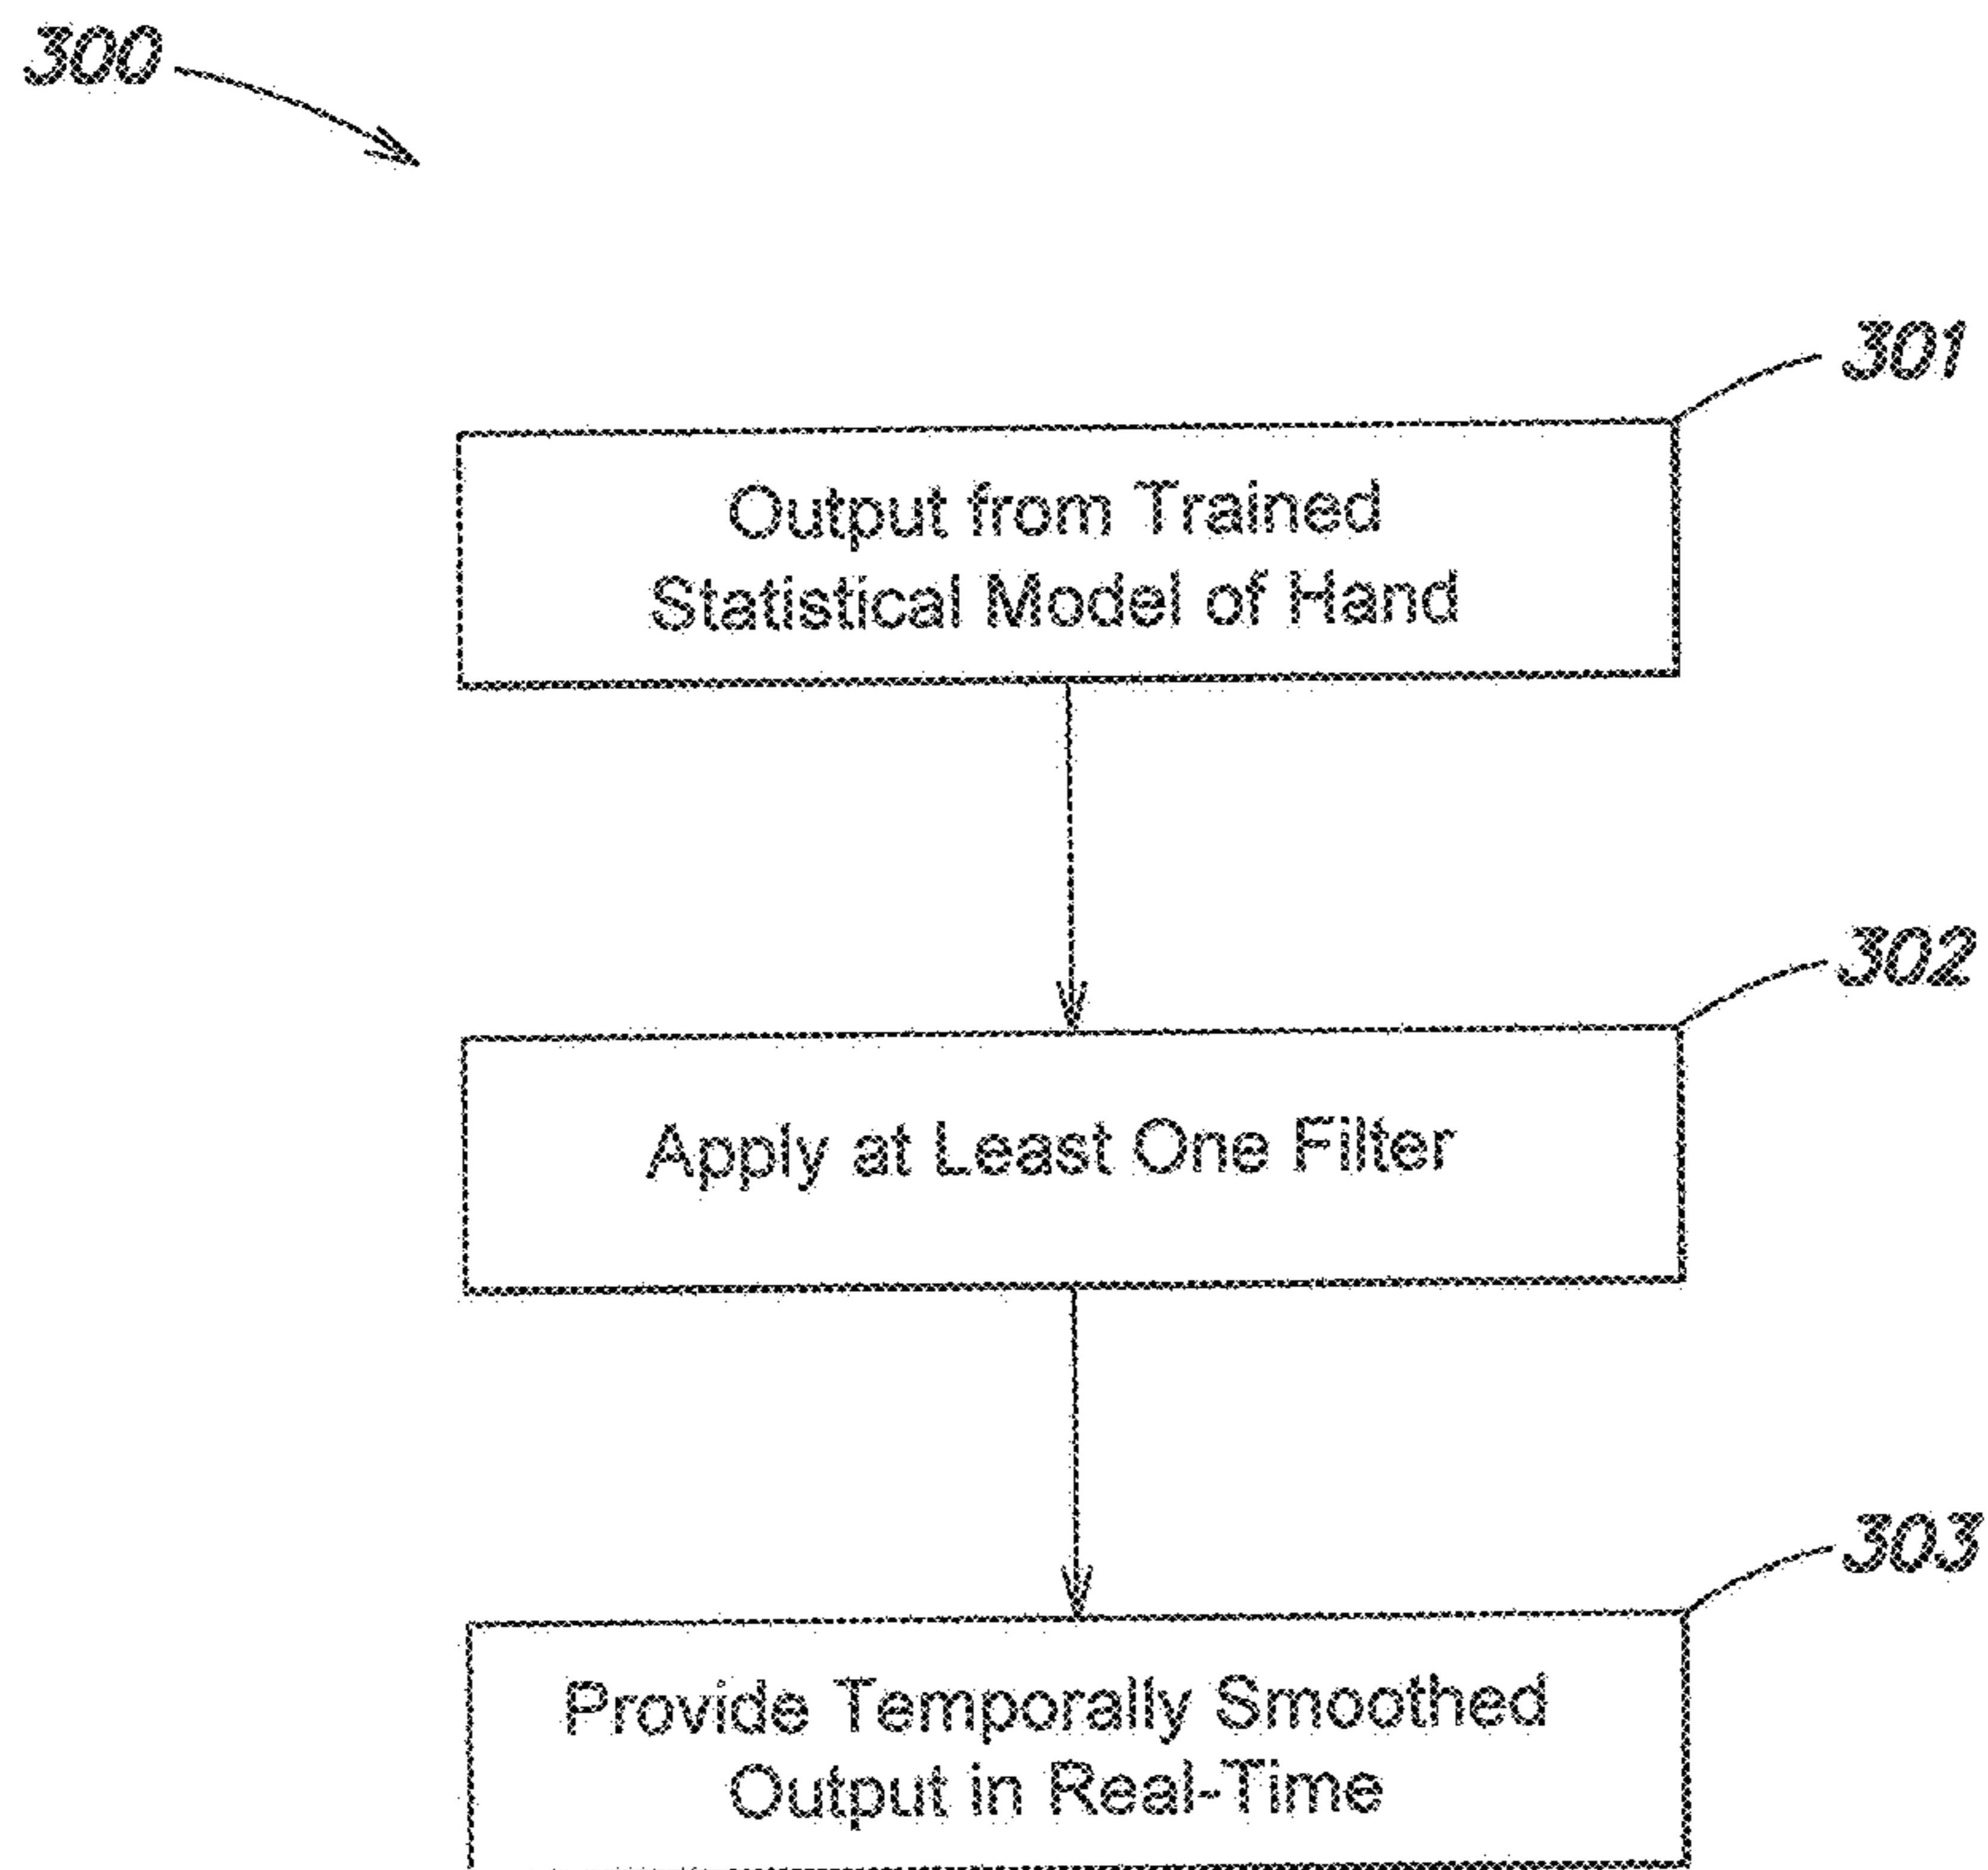 300
301
Output from Trained
Statistical Model of Hand
302
Apply at Least One Filter
303
Provide Temporally Smoothed
Output in Real-Time